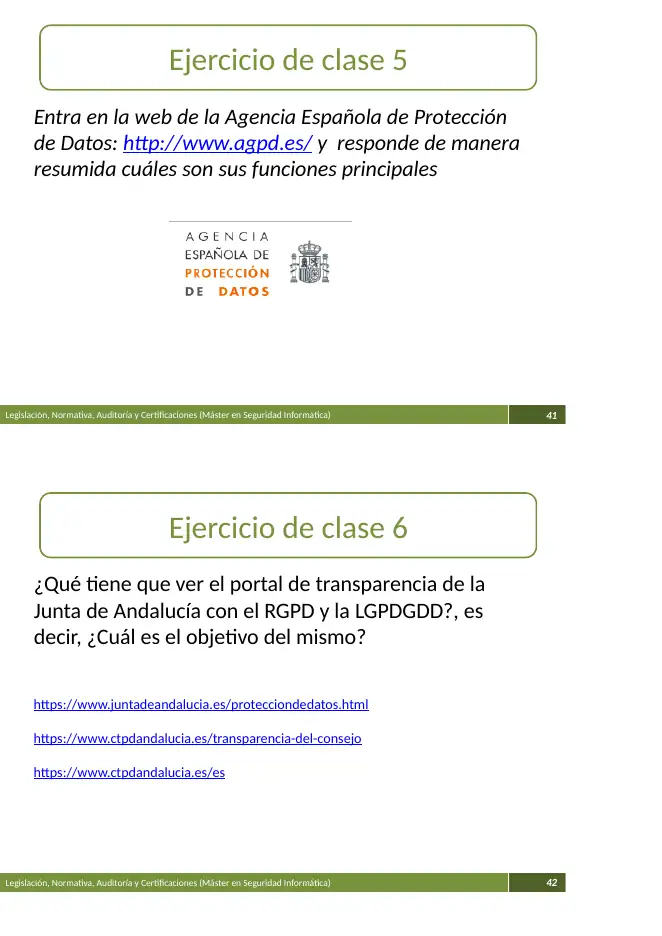 Ejercicio de clase 5
Entra en la web de la Agencia Española de Protección
de Datos: http://www.agpd.es/ y responde de manera
resumida cuáles son sus funciones principales
AGENCIA
ESPAÑOLA DE
PROTECCIÓN
DE DATOS
Legislación, Normativa, Auditoría y Certificaciones (Máster en Seguridad Informática) 41
Ejercicio de clase 6
¿Qué tiene que ver el portal de transparencia de la
Junta de Andalucía con el RGPD y la LGPDGDD?, es
decir, ¿Cuál es el objetivo del mismo?
https://www.juntadeandalucia.es/protecciondedatos.html
https://www.ctpdandalucia.es/transparencia-del-consejo
https://www.ctpdandalucia.es/es
Legislación, Normativa, Auditoría y Certificaciones (Máster en Seguridad Informática) 42